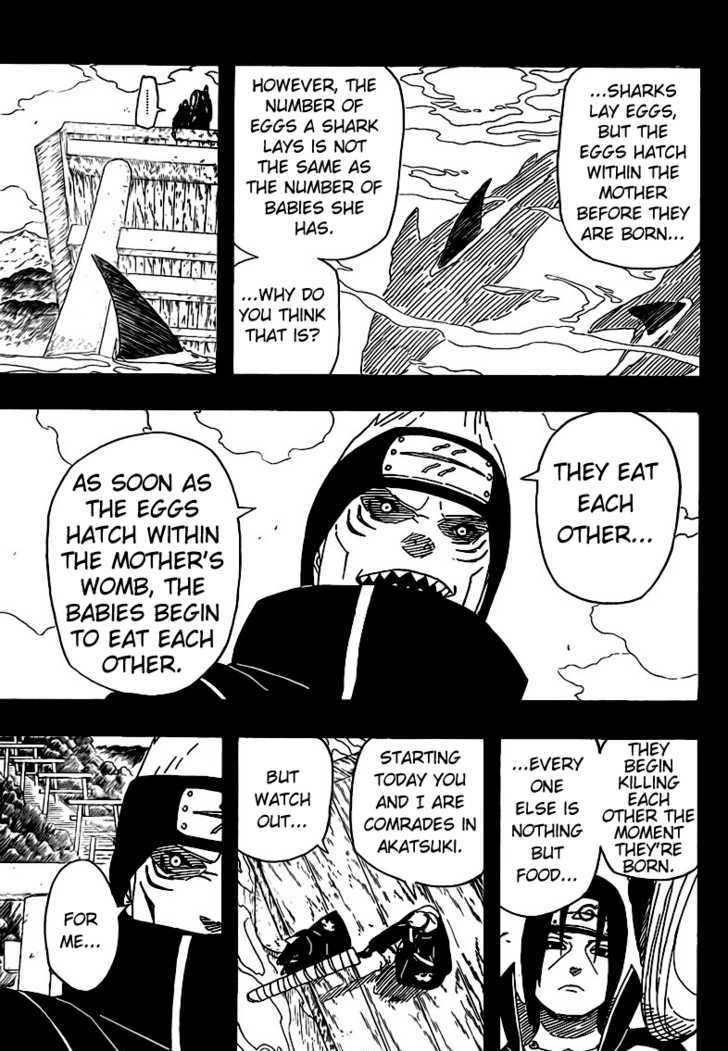 ...SHARKS
LAY EGGS,
BUT THE
EGGS HATCH
WITHIN THE
MOTHER
BEFORE THEY
ARE BORN...
HOWEVER, THE
NUMBER OF
EGGS A SHARK
LAYS IS NOT
THE SAME AS
THE NUMBER OF
BABIES SHE
HAS.
...WHY DO
YOU THINK
THAT IS?
THEY EAT
EACH
OTHER...
AS SOON AS
THE EGGS
HATCH WITHIN
THE MOTHER'S
WOMB, THE
BABIES BEGIN
TO EAT EACH
OTHER.
THEY
BEGIN
KILLING
EACH
OTHER THE
MOMENT
THEY'RE
BORN.
...EVERY
ONE
ELSE IS
NOTHING
BUT
FOOD...
STARTING
TODAY YOU
AND I ARE
COMRADES IN
AKATSUKI.
BUT
WATCH
OUT...
FOR
ME...